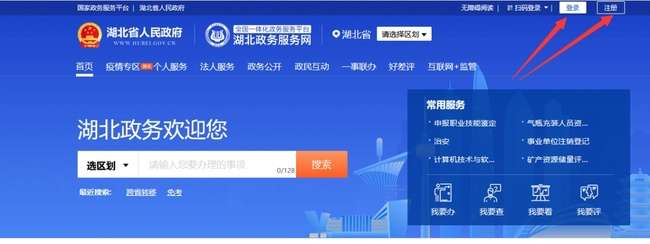 国家政务服务平台 | 湖北省人民政府 无障碍阅读 | 扫码登录 登录 注册
湖北省人民政府
WWW.HUBEI.GOV.CN
全国一体化政务服务平台
湖北政务服务网
湖北省 请选择区划
首页 疫情专区 个人服务 法人服务 政务公开 政民互动 一事联办 好差评 互联网+监管
湖北政务欢迎您
选区划 请输入您要办理的事项 0/128 搜索
最近搜索: 跨省转移 免考
常用服务
· 申报职业技能鉴定 · 气瓶充装人员资...
· 治安 · 事业单位注销登记
· 计算机技术与软... · 矿产资源储量评...
我要办 我要查 我要看 我要评